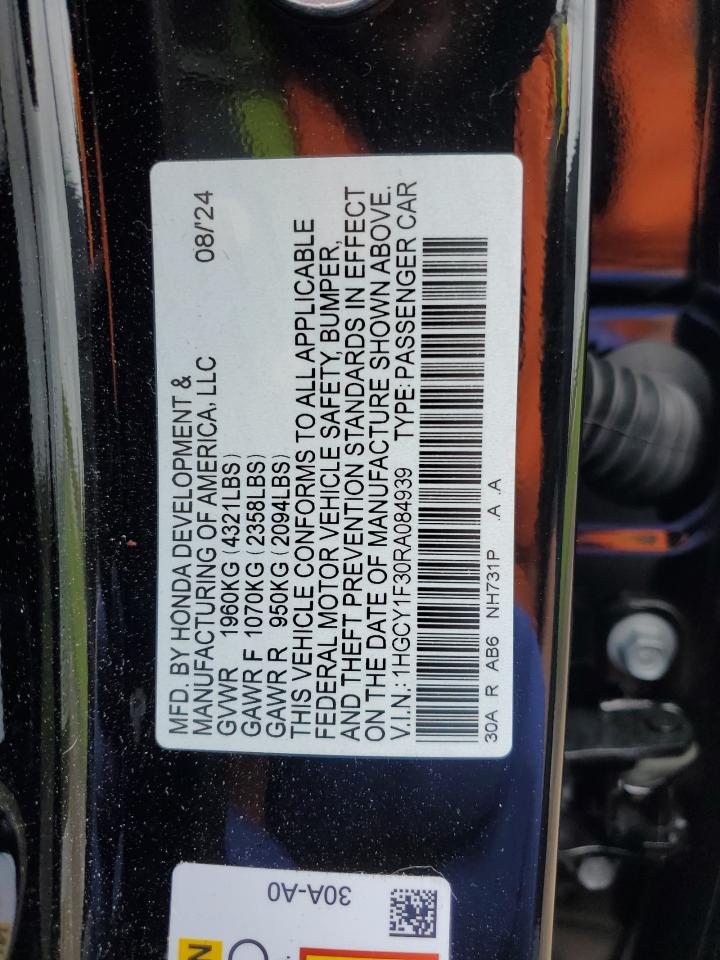 MFD. BY HONDA DEVELOPMENT &
MANUFACTURING OF AMERICA, LLC 08/'24
GVWR 1960KG (4321LBS)
GAWR F 1070KG (2358LBS)
GAWR R 950KG (2094LBS)
THIS VEHICLE CONFORMS TO ALL APPLICABLE
FEDERAL MOTOR VEHICLE SAFETY, BUMPER,
AND THEFT PREVENTION STANDARDS IN EFFECT
ON THE DATE OF MANUFACTURE SHOWN ABOVE.
V.I.N.: 1HGCY1F30RA084939 TYPE: PASSENGER CAR
30A R AB6 NH731P .A .A
30A-A0